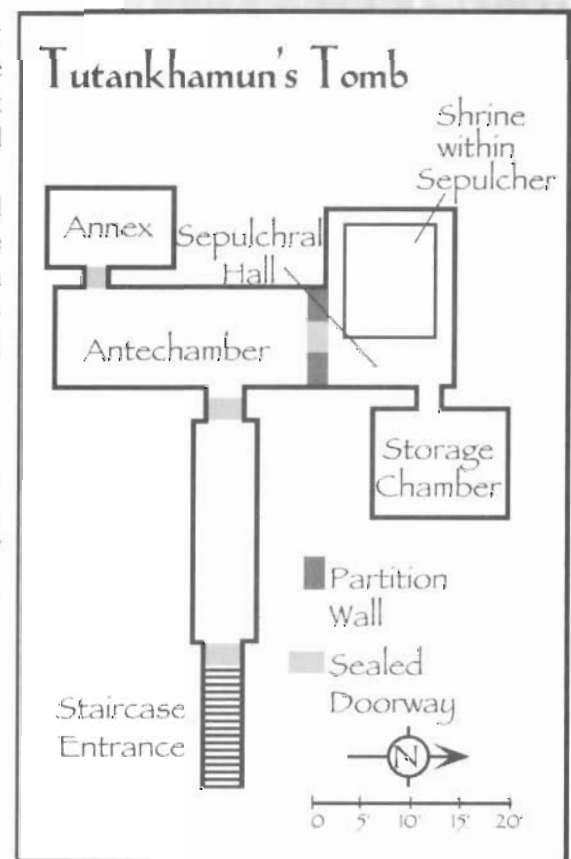 Tutankhamun's Tomb
Shrine
within
Sepulcher
Annex
Sepulchral
Hall
Antechamber
Storage
Chamber
Partition
Wall
Sealed
Doorway
Staircase
Entrance
N
0 5' 10' 15' 20'